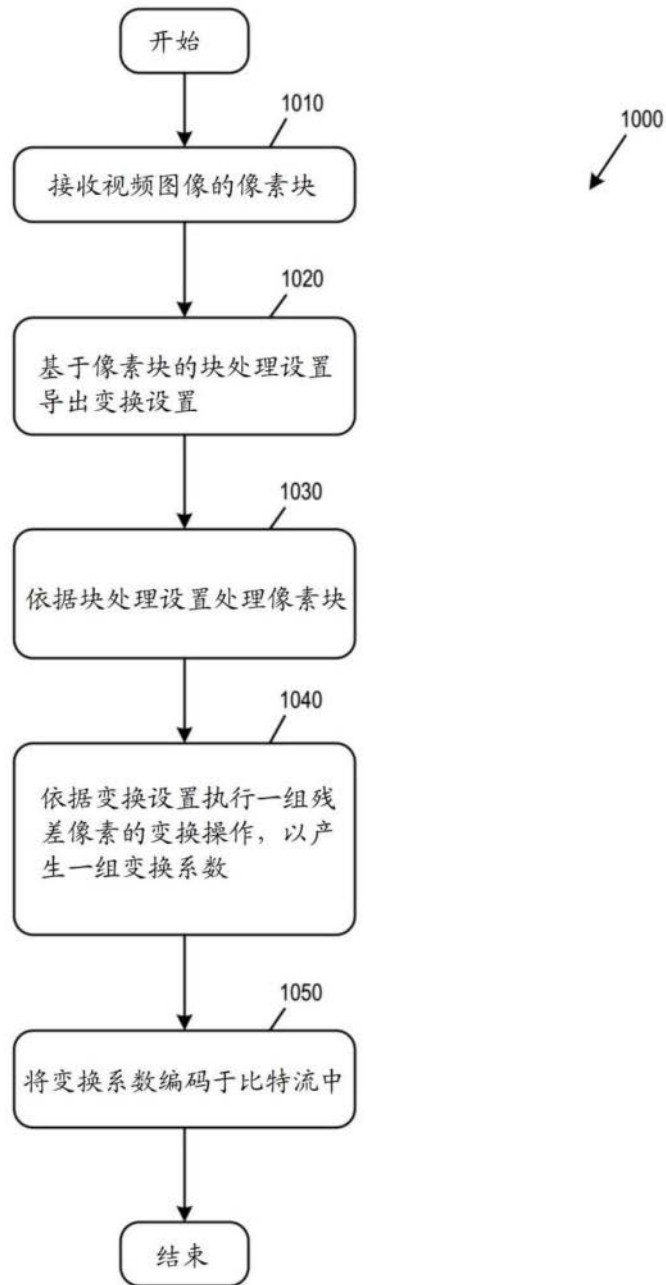 开始
1010
1000
接收视频图像的像素块
1020
基于像素块的块处理设置
导出变换设置
1030
依据块处理设置处理像素块
1040
依据变换设置执行一组残
差像素的变换操作，以产
生一组变换系数
1050
将变换系数编码于比特流中
结束